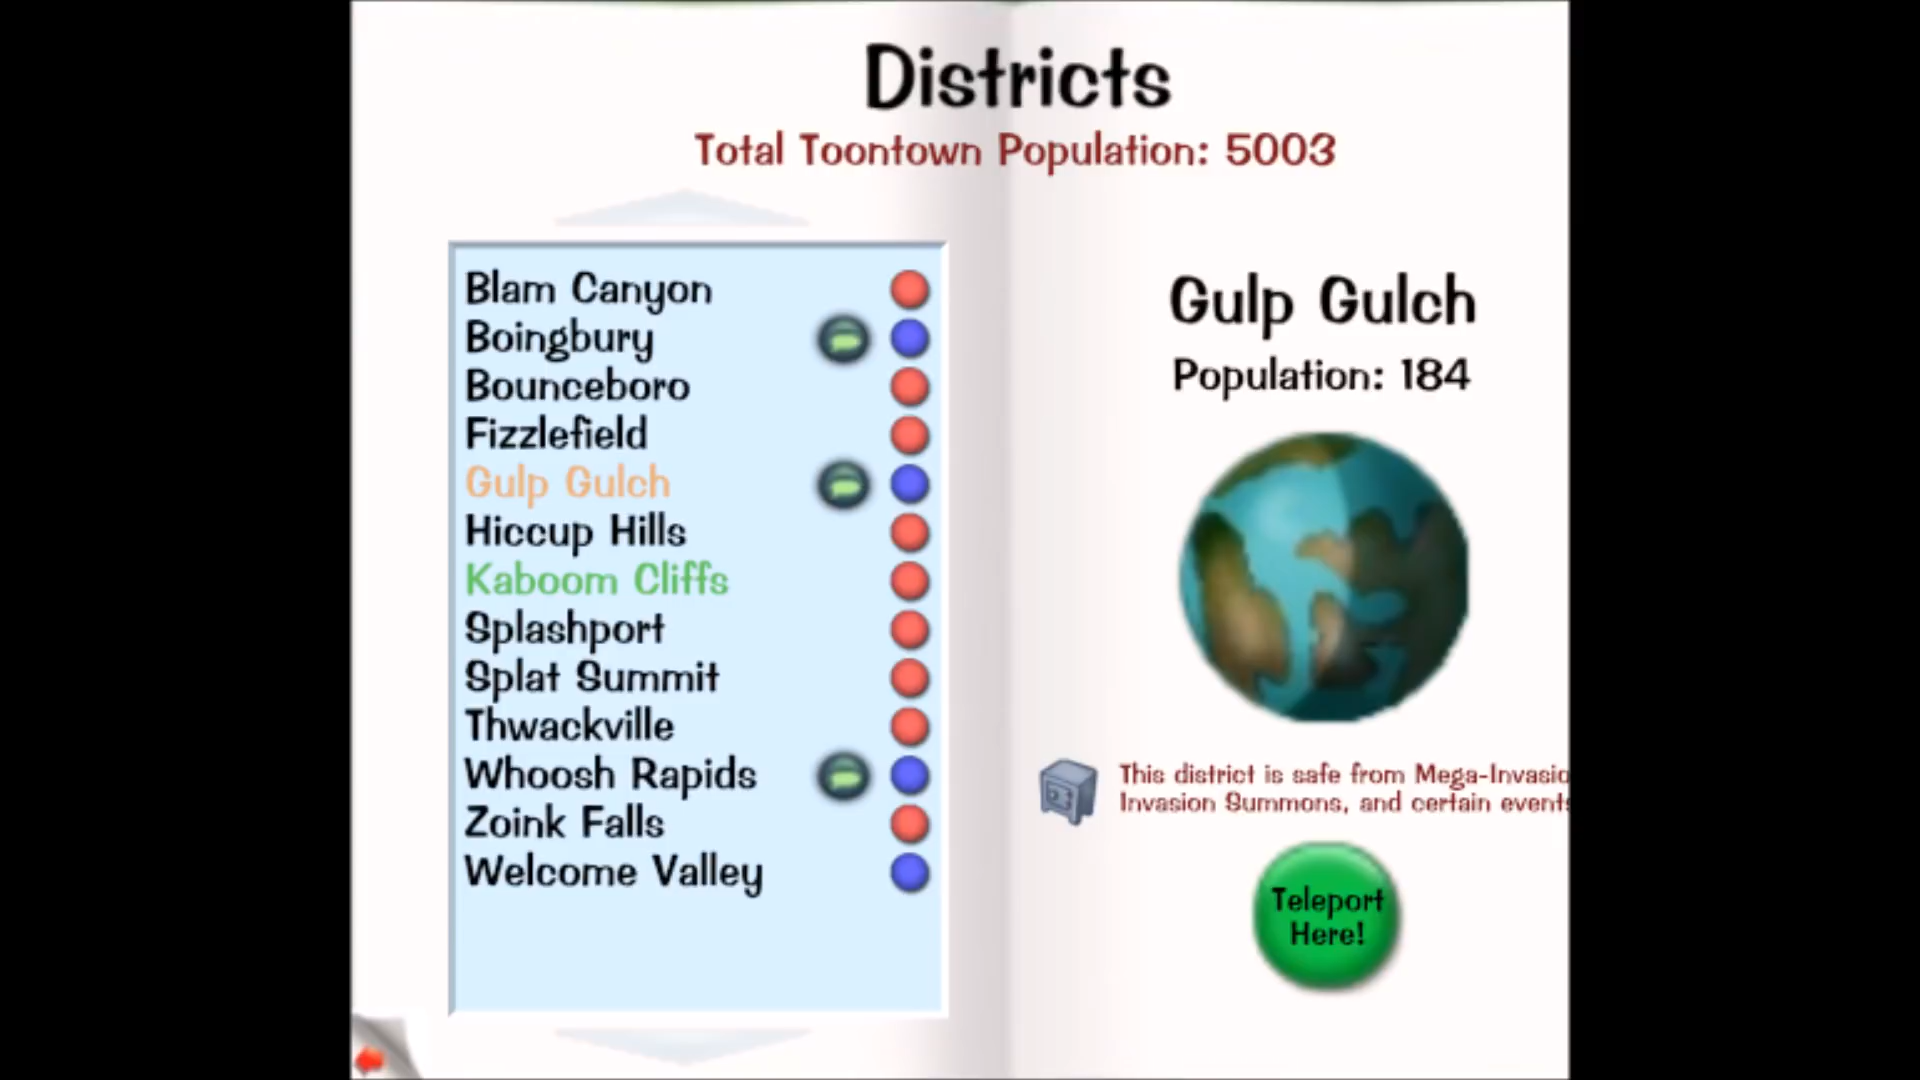 Districts
Total Toontown Population: 5003
Blam Canyon
Boingbury
Bounceboro
Fizzlefield
Gulp Gulch
Hiccup Hills
Kaboom Cliffs
Splashport
Splat Summit
Thwackville
Whoosh Rapids
Zoink Falls
Welcome Valley
Gulp Gulch
Population: 184
This district is safe from Mega-Invasio
Invasion Summons, and certain events
Teleport
Here!